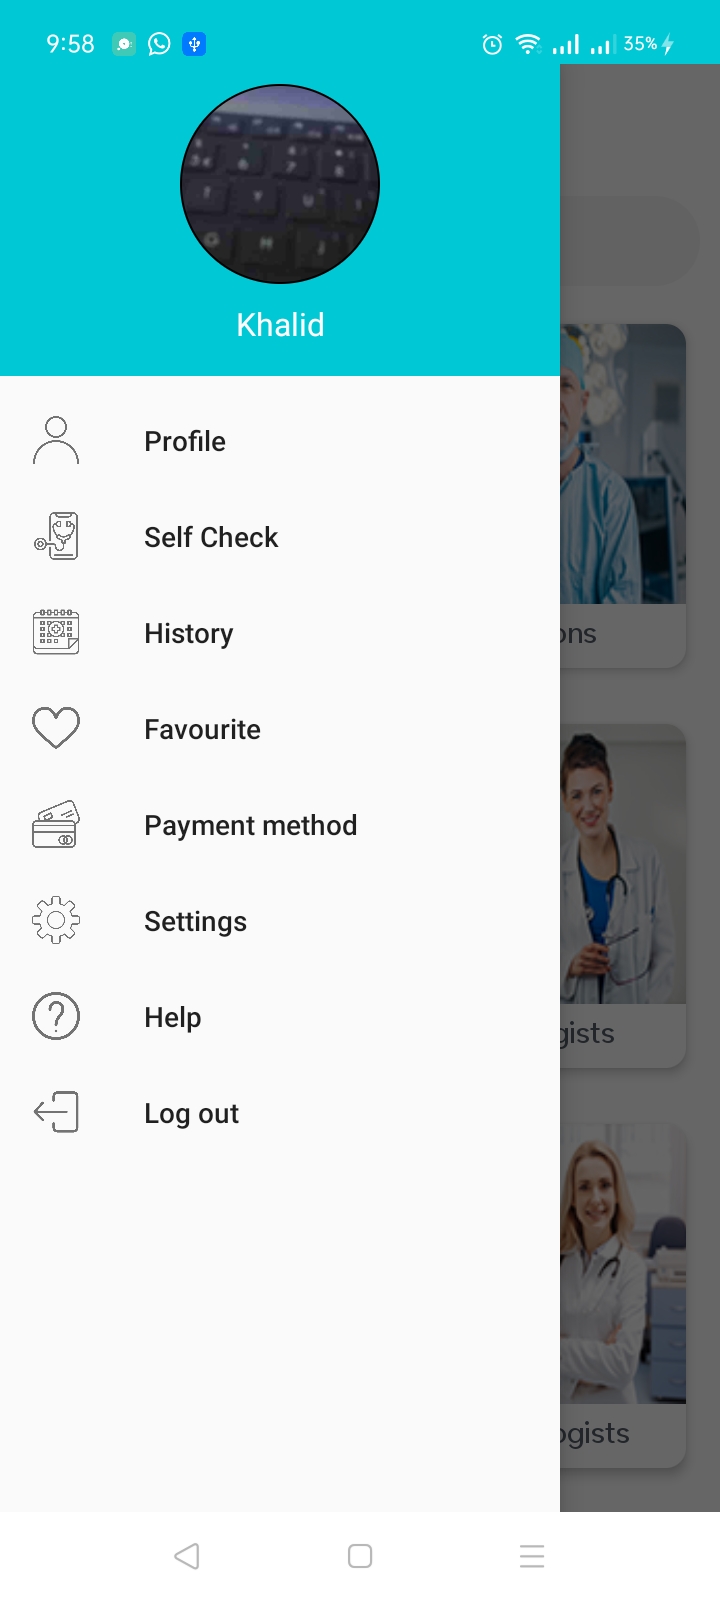 9:58
35%
Khalid
Profile
Self Check
History
Favourite
Payment method
Settings
Help
Log out
ons
gists
ogists